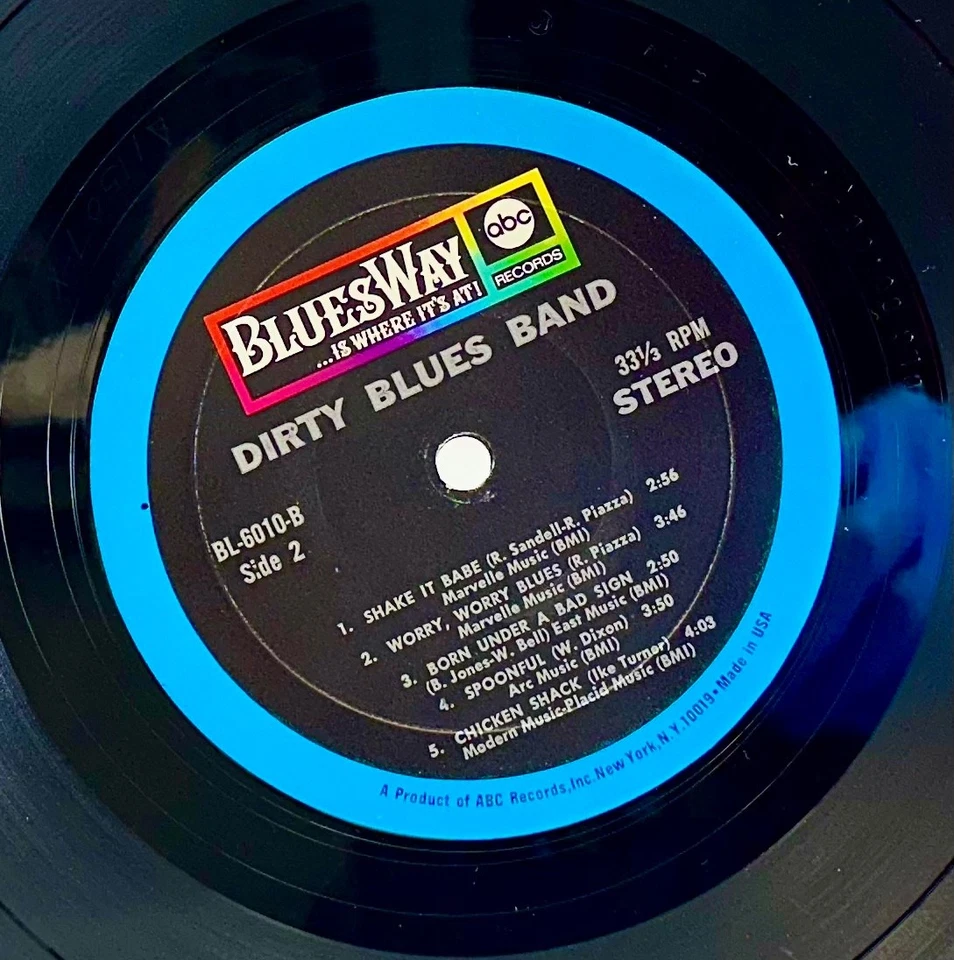 BLUESWAY
...IS WHERE IT'S AT!
abc
RECORDS
DIRTY BLUES BAND
33⅓ RPM
STEREO
BL-6010-B
Side 2
1. SHAKE IT BABE (R. Sandell-R. Piazza) 2:56
Marvelle Music (BMI)
2. WORRY, WORRY BLUES (R. Piazza) 3:46
Marvelle Music (BMI)
3. BORN UNDER A BAD SIGN 2:50
(B. Jones-W. Bell) East Music (BMI)
4. SPOONFUL (W. Dixon) 3:50
Arc Music (BMI)
5. CHICKEN SHACK (Ike Turner) 4:03
Modern Music-Placid Music (BMI)
A Product of ABC Records, Inc. New York, N.Y. 10019 • Made in USA